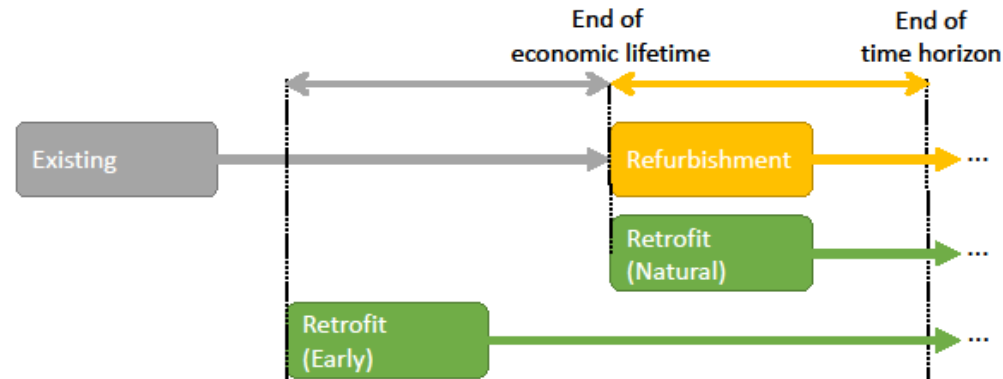 End of
economic lifetime
End of
time horizon
Existing
Refurbishment
...
Retrofit
(Natural)
...
Retrofit
(Early)
...